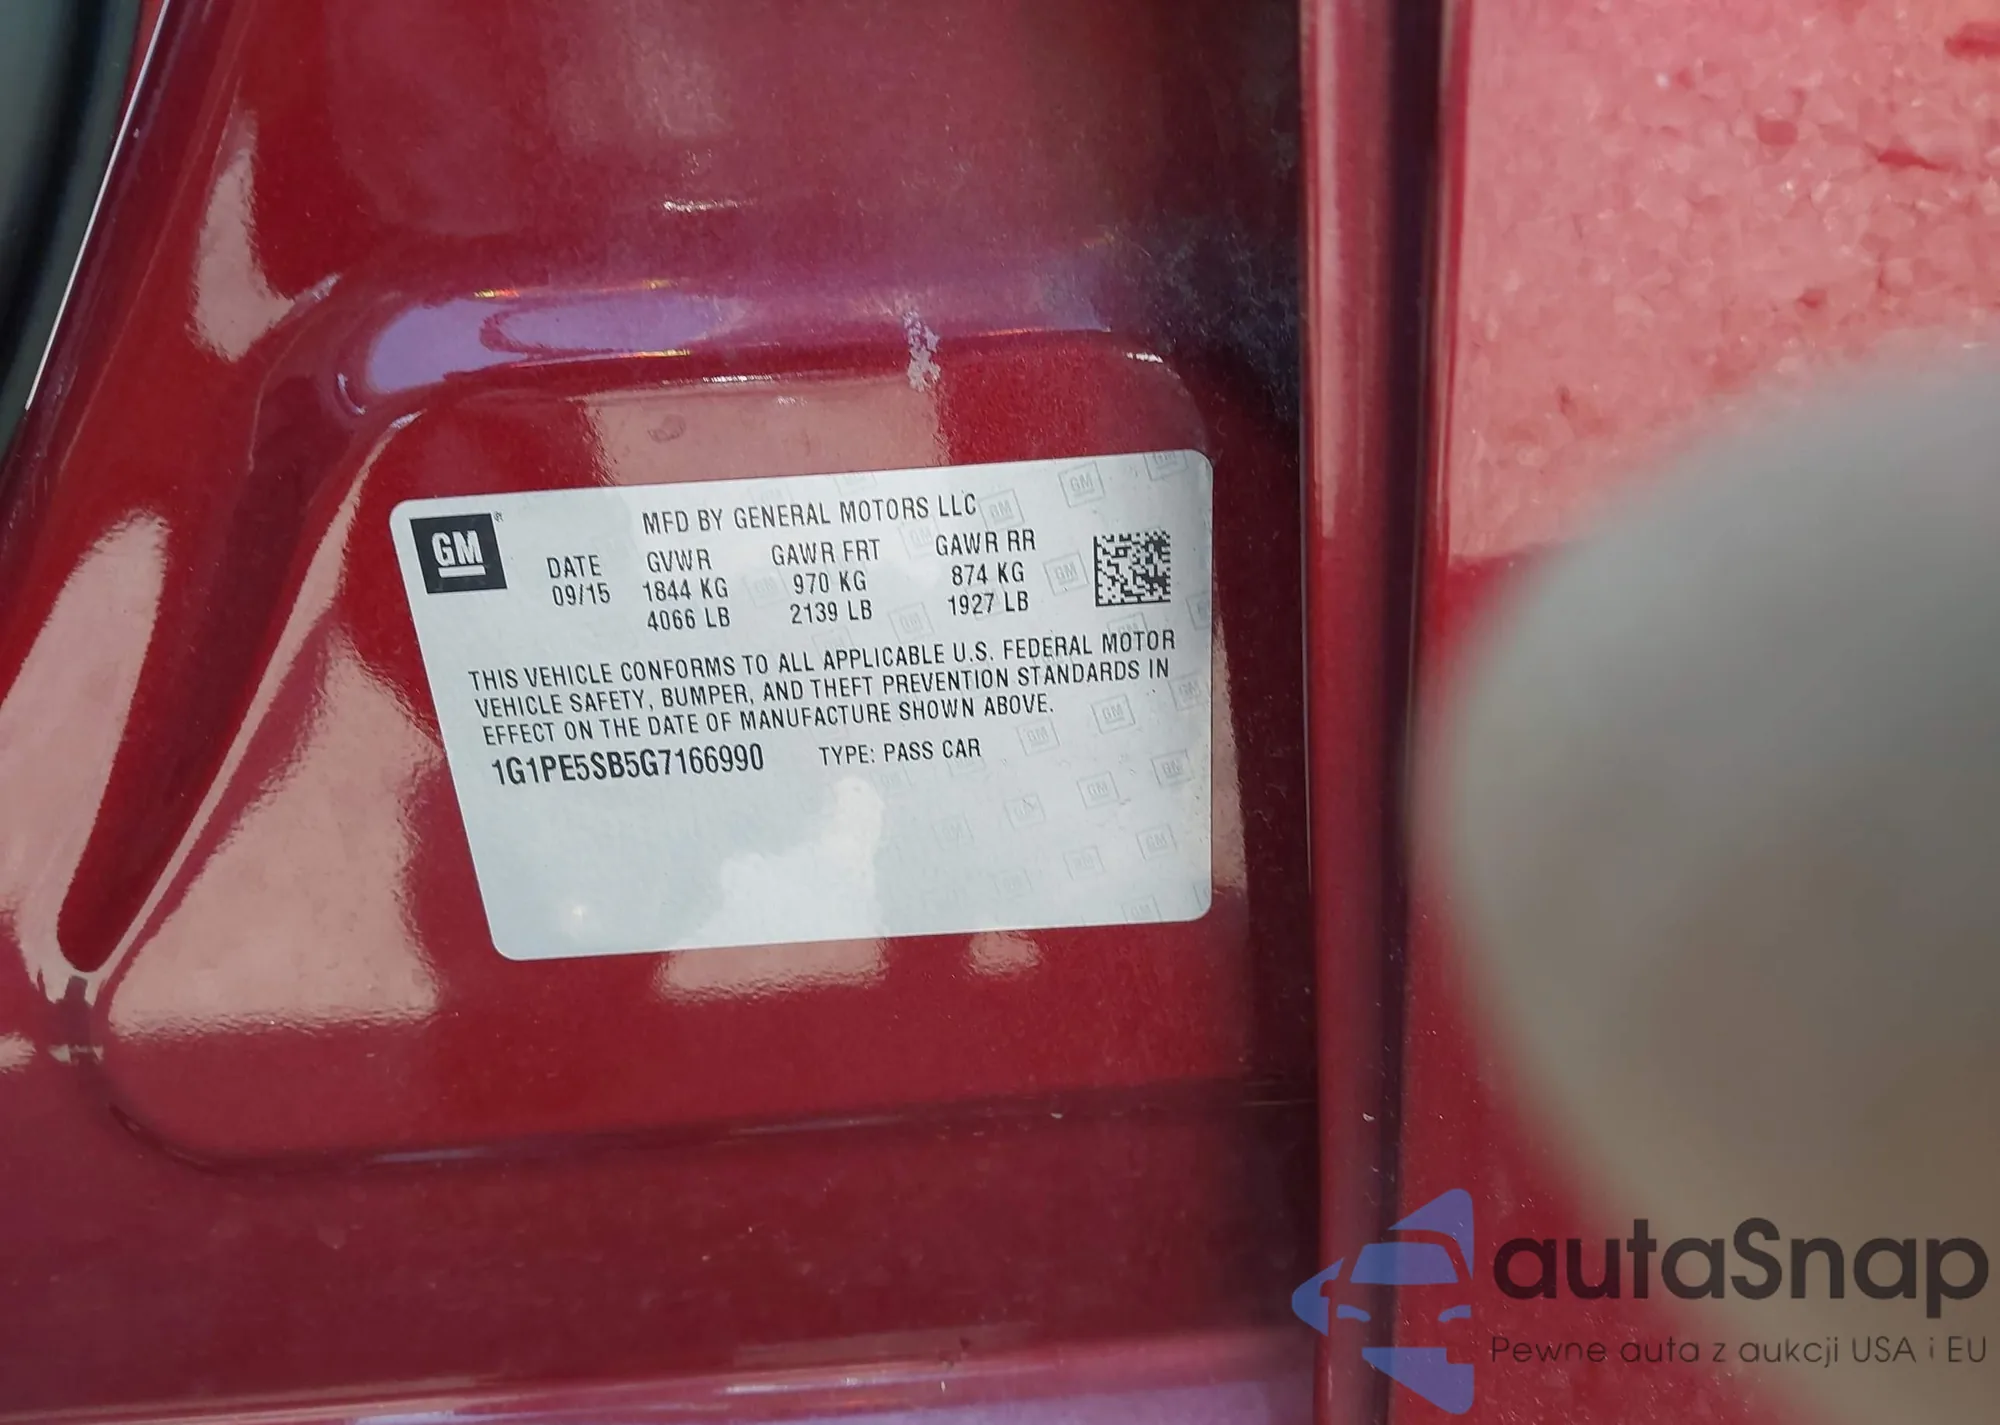 GM
MFD BY GENERAL MOTORS LLC
DATE GVWR GAWR FRT GAWR RR
09/15 1844 KG 970 KG 874 KG
4066 LB 2139 LB 1927 LB
THIS VEHICLE CONFORMS TO ALL APPLICABLE U.S. FEDERAL MOTOR
VEHICLE SAFETY, BUMPER, AND THEFT PREVENTION STANDARDS IN
EFFECT ON THE DATE OF MANUFACTURE SHOWN ABOVE.
1G1PE5SB5G7166990 TYPE: PASS CAR
autaSnap
Pewne auta z aukcji USA i EU